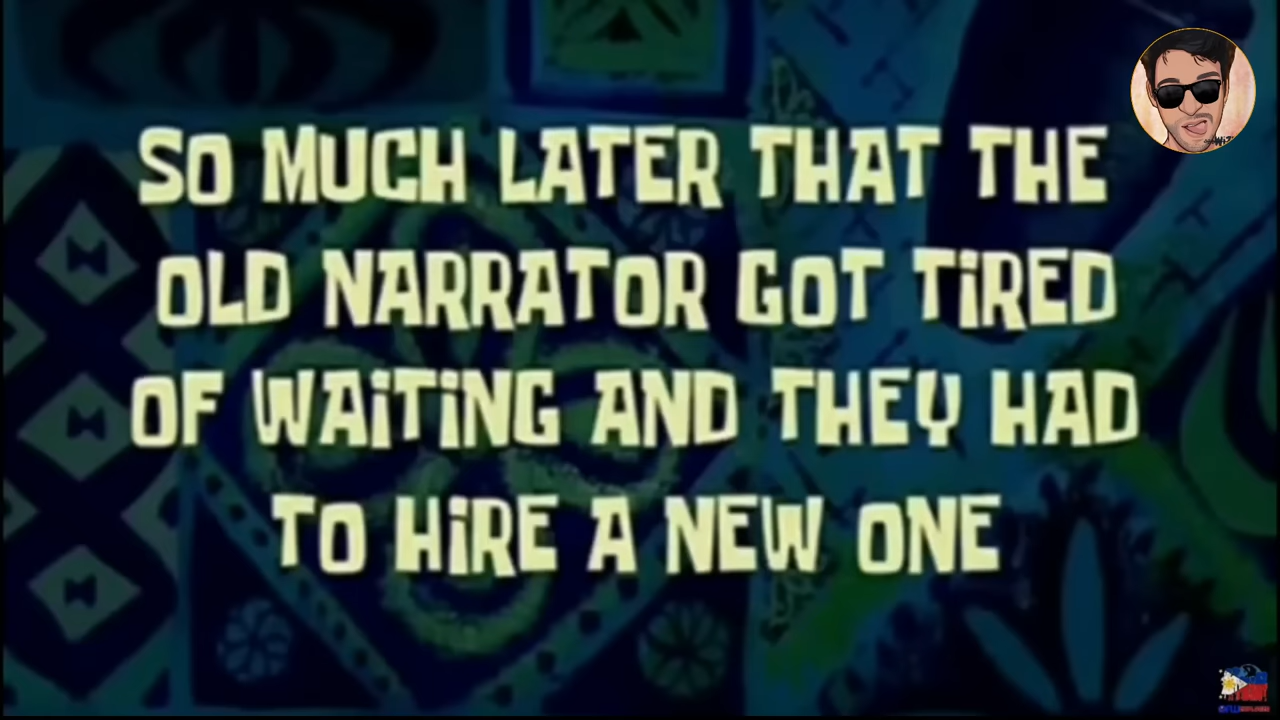 SO MUCH LATER THAT THE
OLD NARRATOR GOT TiRED
OF WAiTiNG AND THEY HAD
TO HiRE A NEW ONE